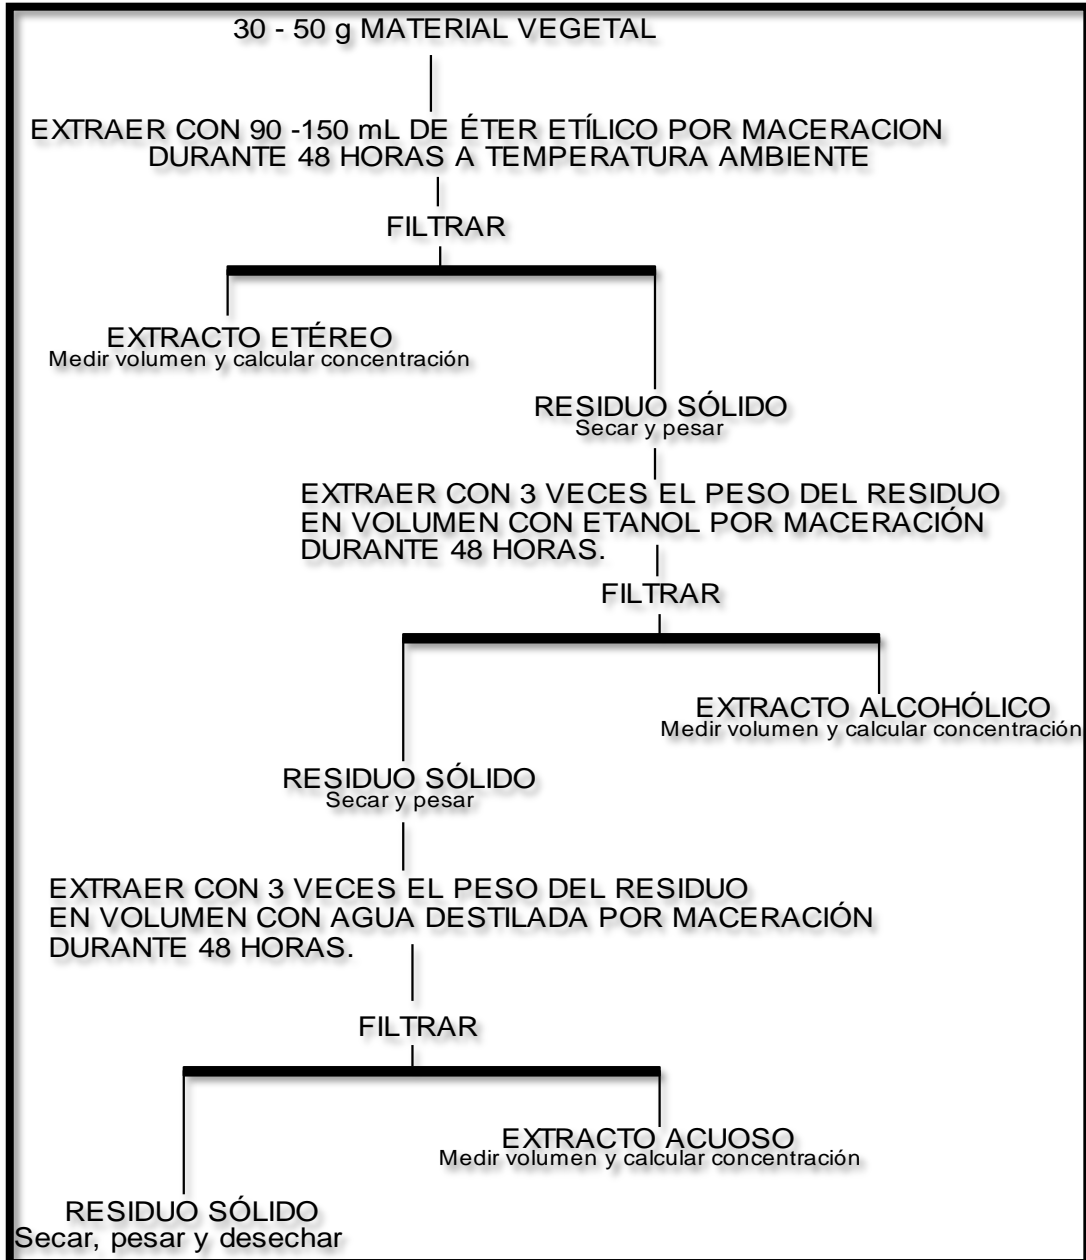 30 - 50 g MATERIAL VEGETAL
EXTRAER CON 90 -150 mL DE ÉTER ETÍLICO POR MACERACION
DURANTE 48 HORAS A TEMPERATURA AMBIENTE
FILTRAR
EXTRACTO ETÉREO
Medir volumen y calcular concentración
RESIDUO SÓLIDO
Secar y pesar
EXTRAER CON 3 VECES EL PESO DEL RESIDUO
EN VOLUMEN CON ETANOL POR MACERACIÓN
DURANTE 48 HORAS.
FILTRAR
EXTRACTO ALCOHÓLICO
Medir volumen y calcular concentración
RESIDUO SÓLIDO
Secar y pesar
EXTRAER CON 3 VECES EL PESO DEL RESIDUO
EN VOLUMEN CON AGUA DESTILADA POR MACERACIÓN
DURANTE 48 HORAS.
FILTRAR
EXTRACTO ACUOSO
Medir volumen y calcular concentración
RESIDUO SÓLIDO
Secar, pesar y desechar